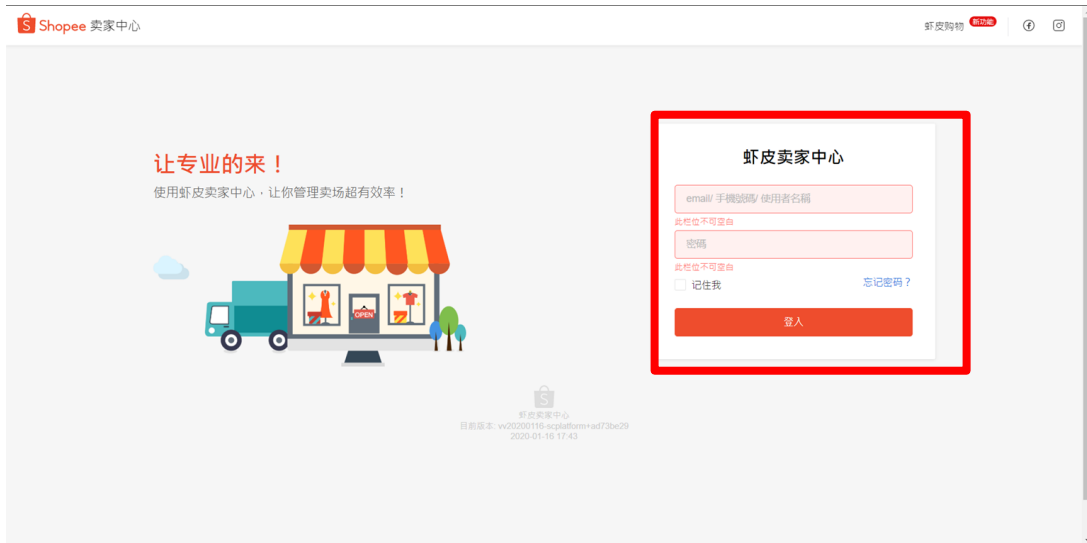 Shopee 卖家中心
虾皮购物 新功能
让专业的来！
使用虾皮卖家中心，让你管理卖场超有效率！
OPEN
虾皮卖家中心
email/ 手機號碼/ 使用者名稱
此栏位不可空白
密碼
此栏位不可空白
记住我 忘记密码？
登入
虾皮卖家中心
目前版本: vv20200116-scplatform+ad73be29
2020-01-16 17:43